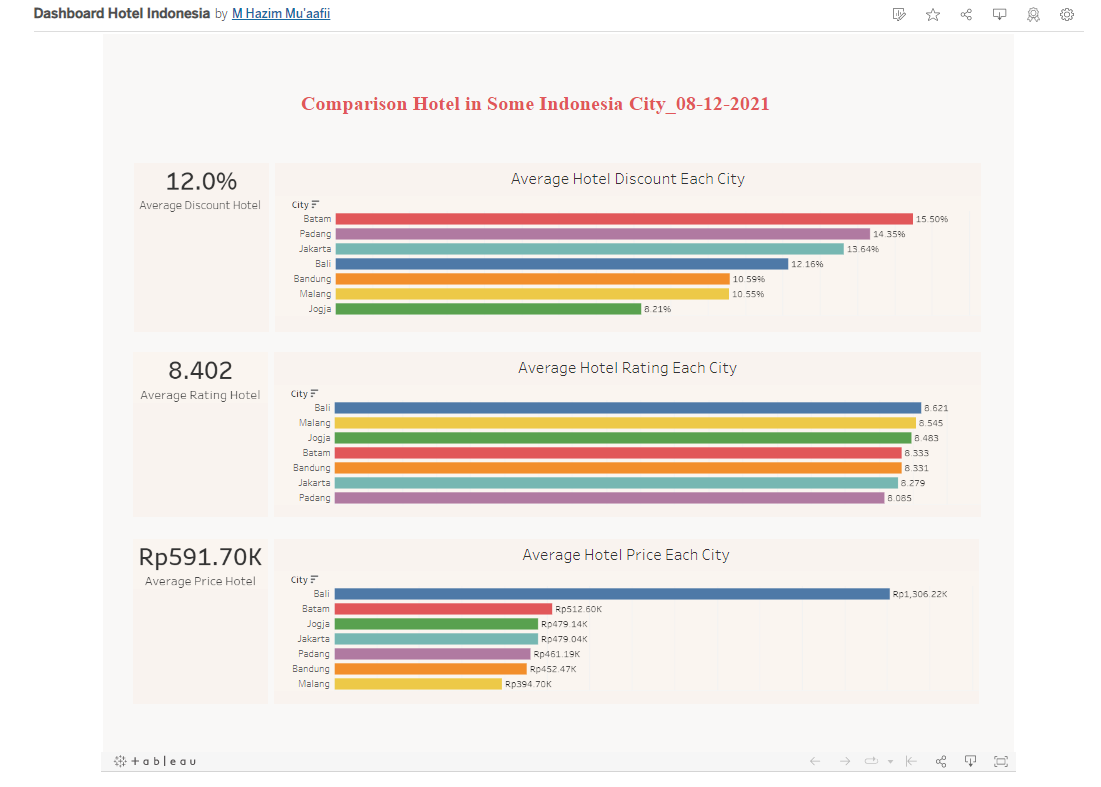 Dashboard Hotel Indonesia by M Hazim Mu'aafii
Comparison Hotel in Some Indonesia City_08-12-2021
12.0%
Average Discount Hotel
Average Hotel Discount Each City
City
Batam 15.50%
Padang 14.35%
Jakarta 13.64%
Bali 12.16%
Bandung 10.59%
Malang 10.55%
Jogja 8.21%
8.402
Average Rating Hotel
Average Hotel Rating Each City
City
Bali 8.621
Malang 8.545
Jogja 8.483
Batam 8.333
Bandung 8.331
Jakarta 8.279
Padang 8.085
Rp591.70K
Average Price Hotel
Average Hotel Price Each City
City
Bali Rp1,306.22K
Batam Rp512.60K
Jogja Rp479.14K
Jakarta Rp479.04K
Padang Rp461.19K
Bandung Rp452.47K
Malang Rp394.70K
+ a b l e a u